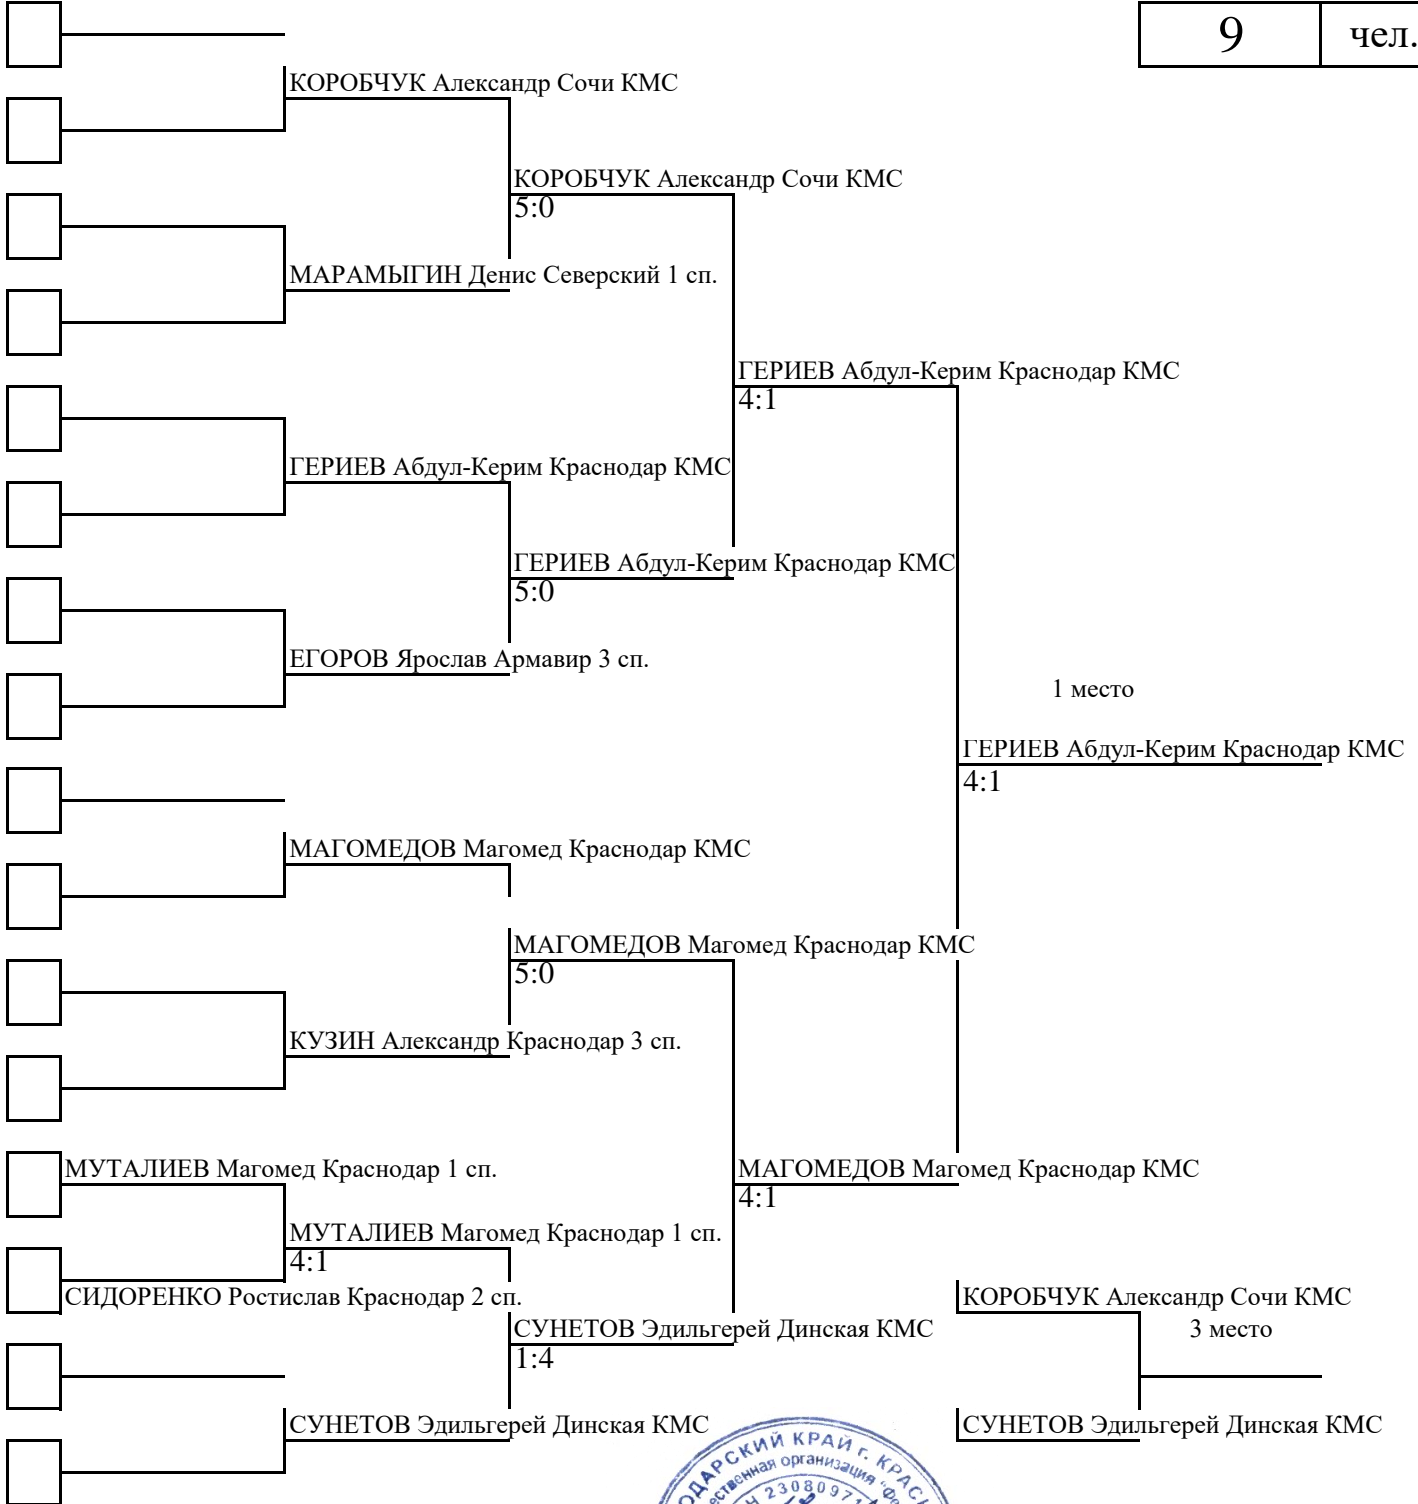 9 чел.
КОРОБЧУК Александр Сочи КМС
КОРОБЧУК Александр Сочи КМС
5:0
МАРАМЫГИН Денис Северский 1 сп.
ГЕРИЕВ Абдул-Керим Краснодар КМС
4:1
ГЕРИЕВ Абдул-Керим Краснодар КМС
ГЕРИЕВ Абдул-Керим Краснодар КМС
5:0
ЕГОРОВ Ярослав Армавир 3 сп.
1 место
ГЕРИЕВ Абдул-Керим Краснодар КМС
4:1
МАГОМЕДОВ Магомед Краснодар КМС
МАГОМЕДОВ Магомед Краснодар КМС
5:0
КУЗИН Александр Краснодар 3 сп.
МУТАЛИЕВ Магомед Краснодар 1 сп.
МАГОМЕДОВ Магомед Краснодар КМС
4:1
МУТАЛИЕВ Магомед Краснодар 1 сп.
4:1
СИДОРЕНКО Ростислав Краснодар 2 сп.
КОРОБЧУК Александр Сочи КМС
СУНЕТОВ Эдильгерей Динская КМС
3 место
1:4
СУНЕТОВ Эдильгерей Динская КМС
СУНЕТОВ Эдильгерей Динская КМС
КРАЙ г.
организация